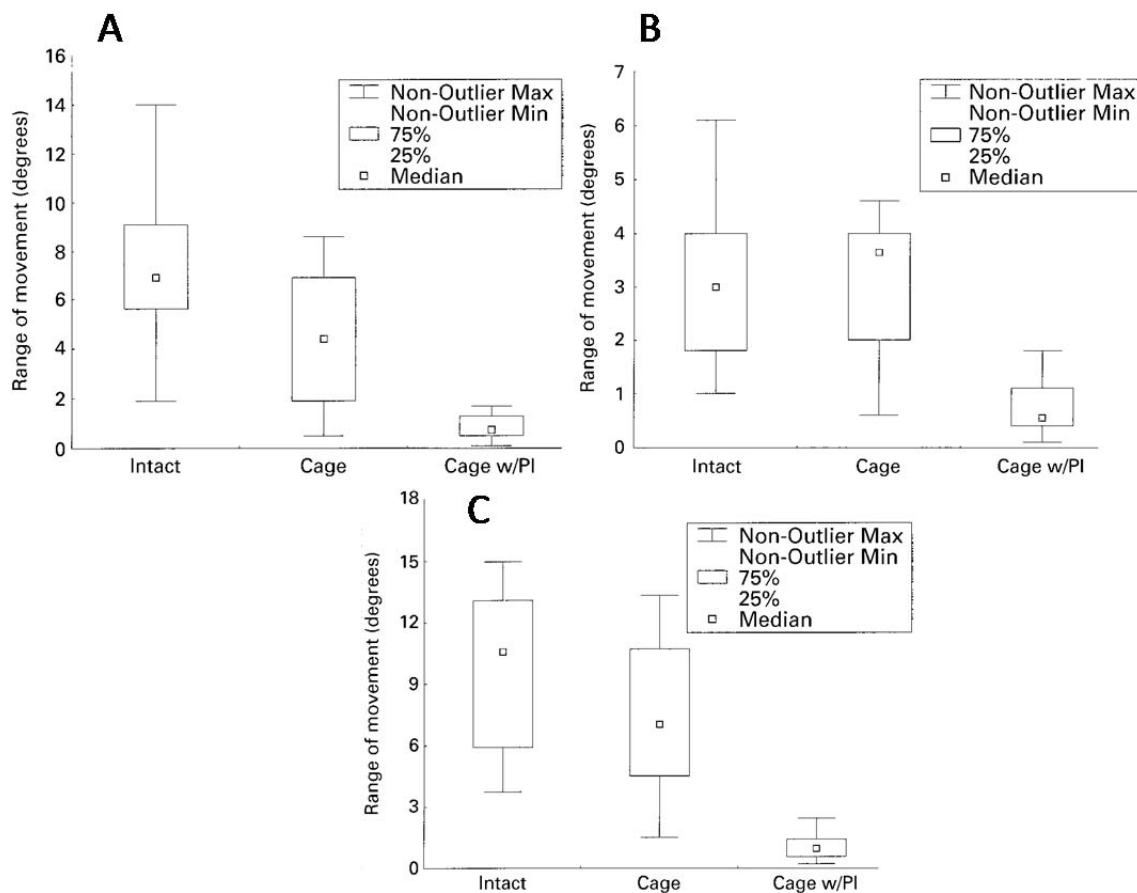 A
Range of movement (degrees)
16
14
12
10
8
6
4
2
0
Non-Outlier Max
Non-Outlier Min
75%
25%
Median
Intact
Cage
Cage w/PI
B
Range of movement (degrees)
7
6
5
4
3
2
1
0
Non-Outlier Max
Non-Outlier Min
75%
25%
Median
Intact
Cage
Cage w/PI
C
Range of movement (degrees)
18
15
12
9
6
3
0
Non-Outlier Max
Non-Outlier Min
75%
25%
Median
Intact
Cage
Cage w/PI